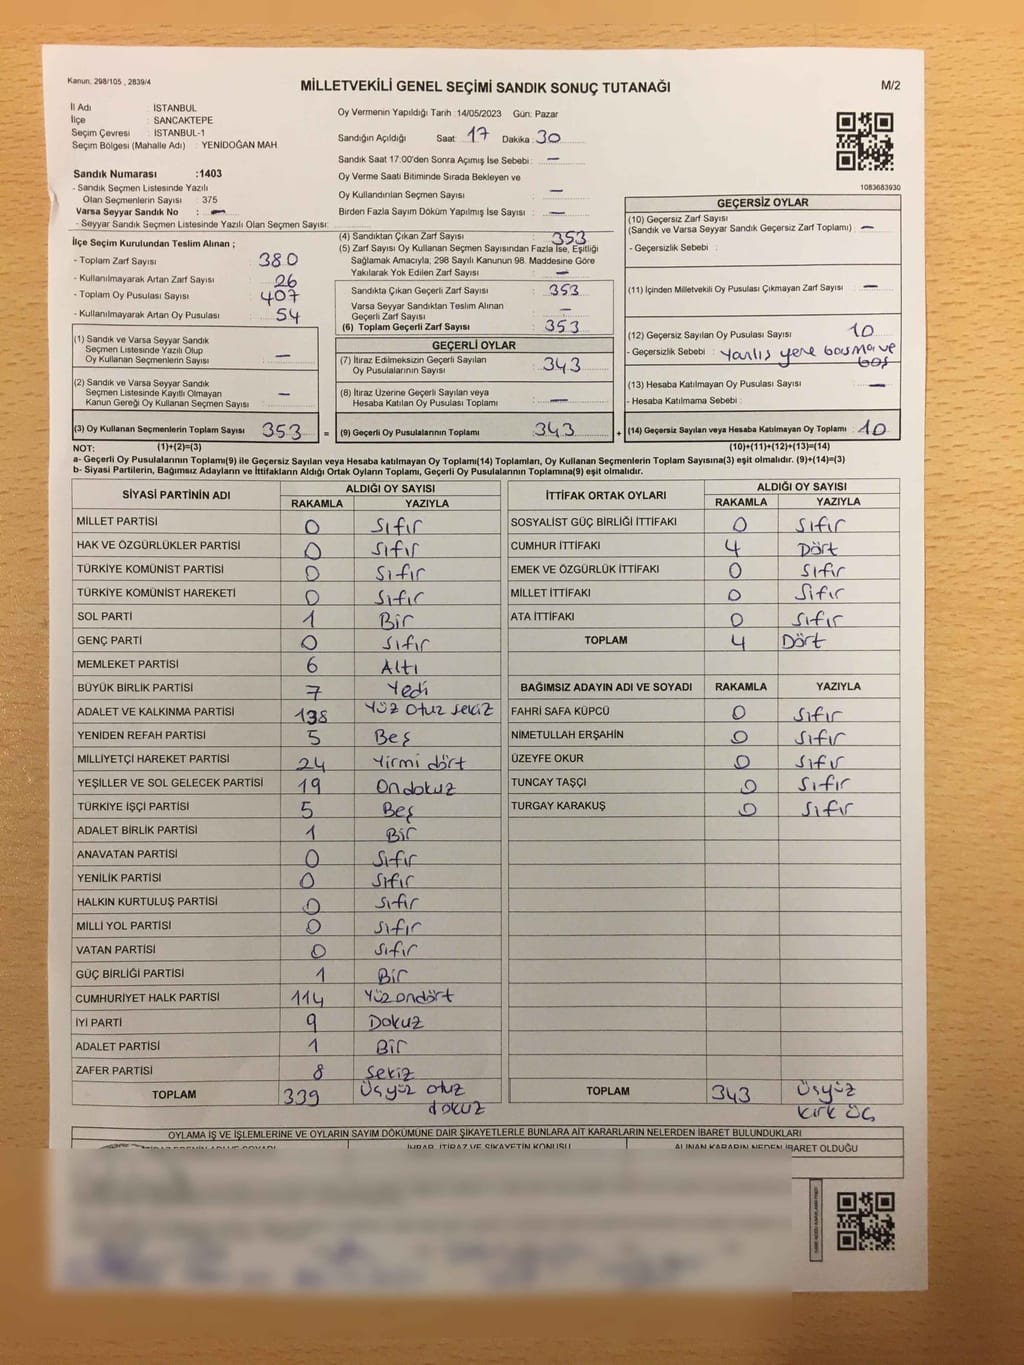 Kanun. 298/105 , 2839/4
MİLLETVEKİLİ GENEL SEÇİMİ SANDIK SONUÇ TUTANAĞI
M/2
İl Adı : İSTANBUL
İlçe : SANCAKTEPE
Seçim Çevresi : İSTANBUL-1
Seçim Bölgesi (Mahalle Adı) : YENİDOĞAN MAH
Sandık Numarası :1403
- Sandık Seçmen Listesinde Yazılı
Olan Seçmenlerin Sayısı : 375
Varsa Seyyar Sandık No : —
- Seyyar Sandık Seçmen Listesinde Yazılı Olan Seçmen Sayısı:
İlçe Seçim Kurulundan Teslim Alınan ;
- Toplam Zarf Sayısı 380
- Kullanılmayarak Artan Zarf Sayısı 26
- Toplam Oy Pusulası Sayısı 407
- Kullanılmayarak Artan Oy Pusulası 54
(1) Sandık ve Varsa Seyyar Sandık
Seçmen Listesinde Yazılı Olup
Oy Kullanan Seçmenlerin Sayısı —
(2) Sandık ve Varsa Seyyar Sandık
Seçmen Listesinde Kayıtlı Olmayan
Kanun Gereği Oy Kullanan Seçmen Sayısı —
(3) Oy Kullanan Seçmenlerin Toplam Sayısı 353
Oy Vermenin Yapıldığı Tarih :14/05/2023 Gün: Pazar
Sandığın Açıldığı Saat: 17 Dakika : 30
Sandık Saat 17:00'den Sonra Açımış İse Sebebi : —
Oy Verme Saati Bitiminde Sırada Bekleyen ve
Oy Kullandırılan Seçmen Sayısı : —
Birden Fazla Sayım Döküm Yapılmış İse Sayısı : —
(4) Sandıktan Çıkan Zarf Sayısı : 353
(5) Zarf Sayısı Oy Kullanan Seçmen Sayısından Fazla İse, Eşitliği
Sağlamak Amacıyla; 298 Sayılı Kanunun 98. Maddesine Göre
Yakılarak Yok Edilen Zarf Sayısı : —
Sandıkta Çıkan Geçerli Zarf Sayısı : 353
Varsa Seyyar Sandıktan Teslim Alınan
Geçerli Zarf Sayısı : —
(6) Toplam Geçerli Zarf Sayısı : 353
GEÇERLİ OYLAR
(7) İtiraz Edilmeksizin Geçerli Sayılan
Oy Pusulalarının Sayısı : 343
(8) İtiraz Üzerine Geçerli Sayılan veya
Hesaba Katılan Oy Pusulası Toplamı : —
= (9) Geçerli Oy Pusulalarının Toplamı : 343
1083683930
GEÇERSİZ OYLAR
(10) Geçersiz Zarf Sayısı
(Sandık ve Varsa Seyyar Sandık Geçersiz Zarf Toplamı) : —
- Geçersizlik Sebebi :
(11) İçinden Milletvekili Oy Pusulası Çıkmayan Zarf Sayısı : —
(12) Geçersiz Sayılan Oy Pusulası Sayısı : 10
- Geçersizlik Sebebi : Yanlış yere basma ve
boş
(13) Hesaba Katılmayan Oy Pusulası Sayısı : —
- Hesaba Katılmama Sebebi :
+ (14) Geçersiz Sayılan veya Hesaba Katılmayan Oy Toplamı : 10
NOT: (1)+(2)=(3) (10)+(11)+(12)+(13)=(14)
a- Geçerli Oy Pusulalarının Toplamı(9) ile Geçersiz Sayılan veya Hesaba katılmayan Oy Toplamı(14) Toplamları, Oy Kullanan Seçmenlerin Toplam Sayısına(3) eşit olmalıdır. (9)+(14)=(3)
b- Siyasi Partilerin, Bağımsız Adayların ve İttifakların Aldığı Ortak Oyların Toplamı, Geçerli Oy Pusulalarının Toplamına(9) eşit olmalıdır.
SİYASİ PARTİNİN ADI ALDIĞI OY SAYISI
RAKAMLA YAZIYLA
MİLLET PARTİSİ 0 Sıfır
HAK VE ÖZGÜRLÜKLER PARTİSİ 0 Sıfır
TÜRKİYE KOMÜNİST PARTİSİ 0 Sıfır
TÜRKİYE KOMÜNİST HAREKETİ 0 Sıfır
SOL PARTİ 1 Bir
GENÇ PARTİ 0 Sıfır
MEMLEKET PARTİSİ 6 Altı
BÜYÜK BİRLİK PARTİSİ 7 Yedi
ADALET VE KALKINMA PARTİSİ 138 Yüz otuz sekiz
YENİDEN REFAH PARTİSİ 5 Beş
MİLLİYETÇİ HAREKET PARTİSİ 24 Yirmi dört
YEŞİLLER VE SOL GELECEK PARTİSİ 19 Ondokuz
TÜRKİYE İŞÇİ PARTİSİ 5 Beş
ADALET BİRLİK PARTİSİ 1 Bir
ANAVATAN PARTİSİ 0 Sıfır
YENİLİK PARTİSİ 0 Sıfır
HALKIN KURTULUŞ PARTİSİ 0 Sıfır
MİLLİ YOL PARTİSİ 0 Sıfır
VATAN PARTİSİ 0 Sıfır
GÜÇ BİRLİĞİ PARTİSİ 1 Bir
CUMHURİYET HALK PARTİSİ 114 Yüz ondört
İYİ PARTİ 9 Dokuz
ADALET PARTİSİ 1 Bir
ZAFER PARTİSİ 8 Sekiz
TOPLAM 339 Üçyüz otuz
dokuz
İTTİFAK ORTAK OYLARI ALDIĞI OY SAYISI
RAKAMLA YAZIYLA
SOSYALİST GÜÇ BİRLİĞİ İTTİFAKI 0 Sıfır
CUMHUR İTTİFAKI 4 Dört
EMEK VE ÖZGÜRLÜK İTTİFAKI 0 Sıfır
MİLLET İTTİFAKI 0 Sıfır
ATA İTTİFAKI 0 Sıfır
TOPLAM 4 Dört
BAĞIMSIZ ADAYIN ADI VE SOYADI RAKAMLA YAZIYLA
FAHRİ SAFA KÜPCÜ 0 Sıfır
NİMETULLAH ERŞAHİN 0 Sıfır
ÜZEYFE OKUR 0 Sıfır
TUNCAY TAŞÇI 0 Sıfır
TURGAY KARAKUŞ 0 Sıfır
TOPLAM 343 Üçyüz
kırk üç
OYLAMA İŞ VE İŞLEMLERİNE VE OYLARIN SAYIM DÖKÜMÜNE DAİR ŞİKAYETLERLE BUNLARA AİT KARARLARIN NELERDEN İBARET BULUNDUKLARI
İHBAR, İTİRAZ VE ŞİKAYETİN KONUSU ALINAN KARARIN NEDEN İBARET OLDUĞU